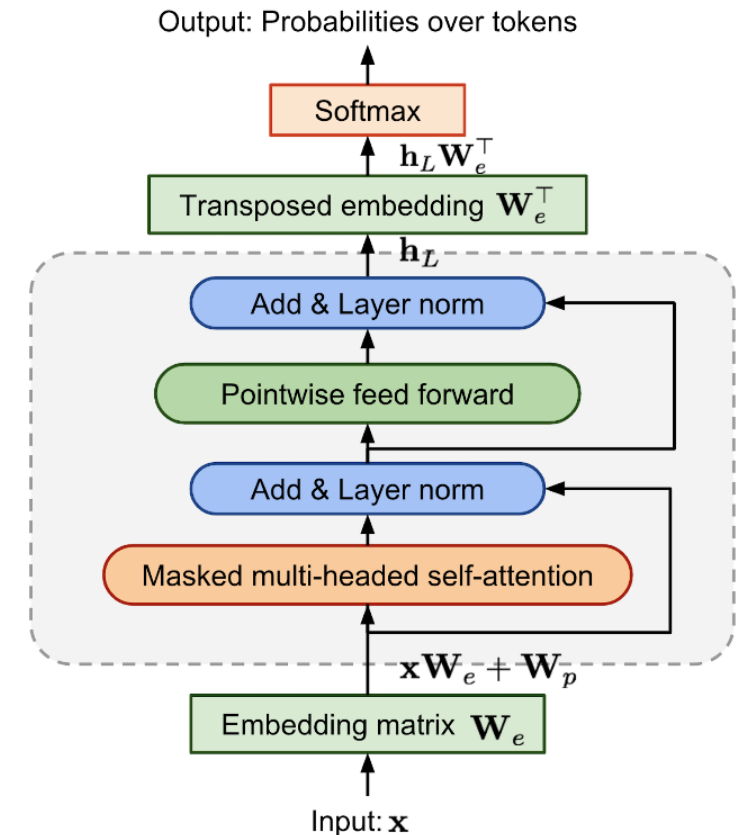 Output: Probabilities over tokens
Softmax
h_L W_e^⊤
Transposed embedding W_e^⊤
h_L
Add & Layer norm
Pointwise feed forward
Add & Layer norm
Masked multi-headed self-attention
xW_e + W_p
Embedding matrix W_e
Input: x